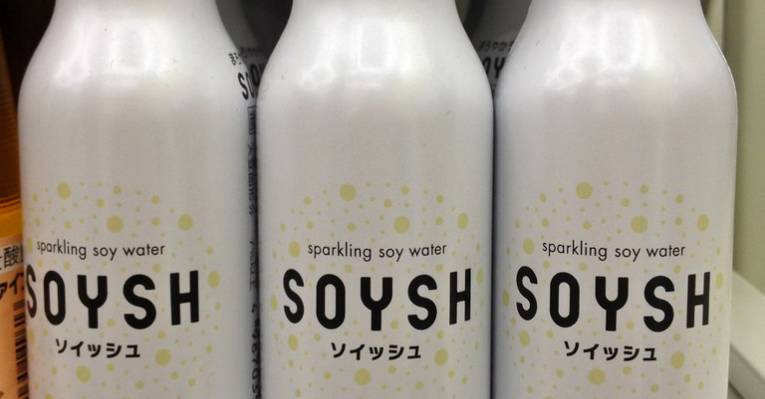 sparkling soy water
SOYSH
ソイッシュ
sparkling soy water
SOYSH
ソイッシュ
sparkling soy water
SOYSH
ソイッシュ